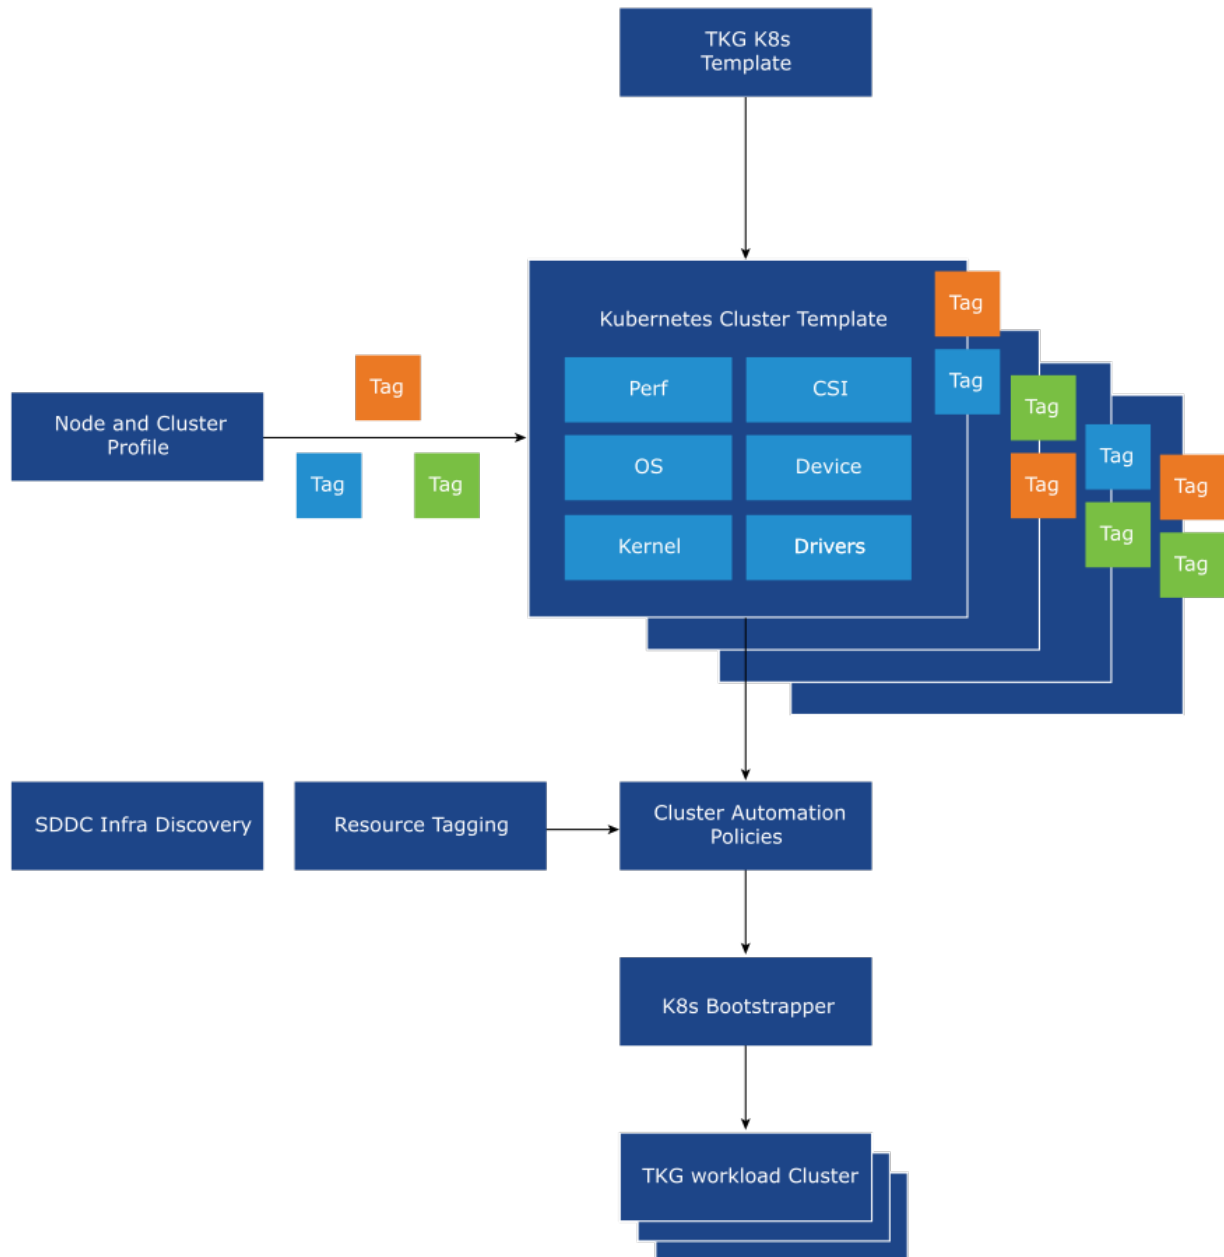 TKG K8s
Template
Kubernetes Cluster Template
Tag
Perf
CSI
Tag
Tag
Tag
Node and Cluster
Profile
Tag
OS
Device
Tag
Tag
Tag
Tag
Tag
Kernel
Drivers
Tag
Tag
SDDC Infra Discovery
Resource Tagging
Cluster Automation
Policies
K8s Bootstrapper
TKG workload Cluster